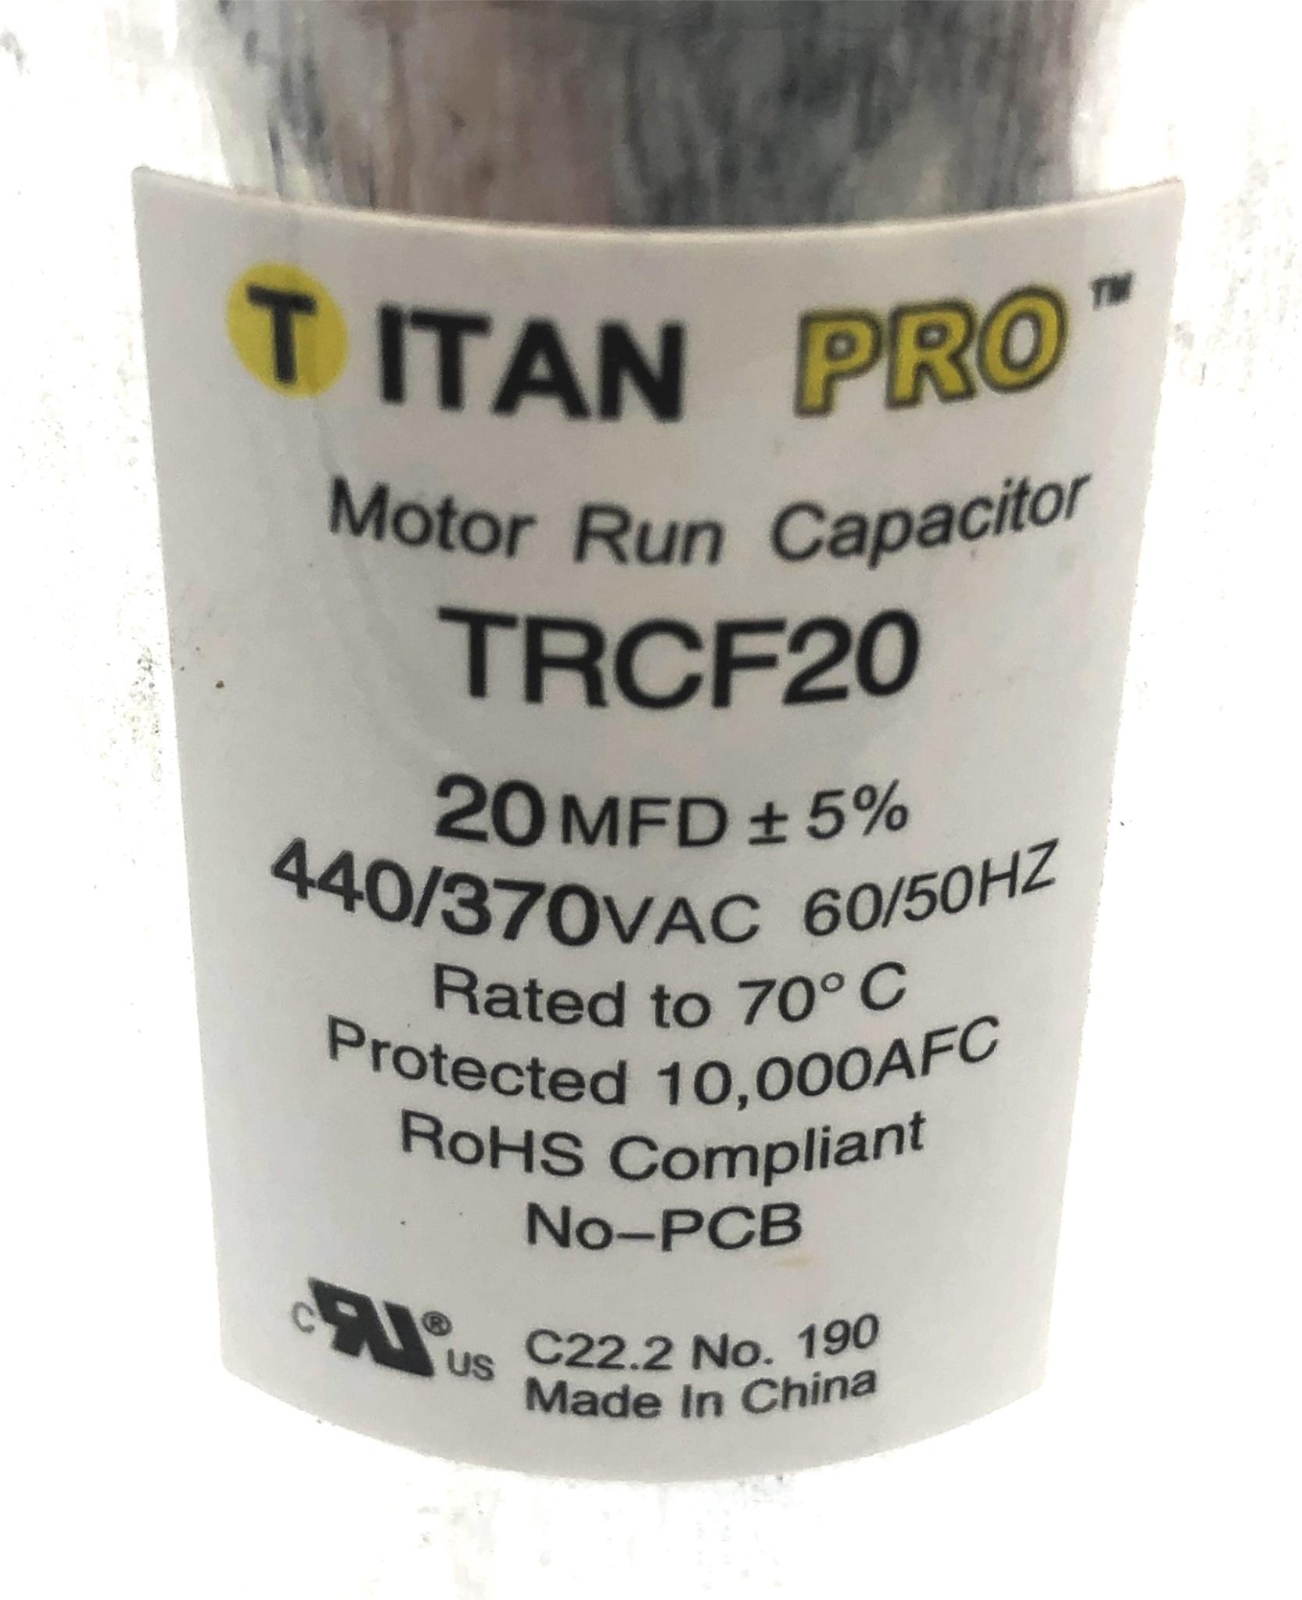 TITAN PRO™
Motor Run Capacitor
TRCF20
20 MFD ± 5%
440/370VAC 60/50HZ
Rated to 70° C
Protected 10,000AFC
RoHS Compliant
No–PCB
C RU® US C22.2 No. 190
Made In China